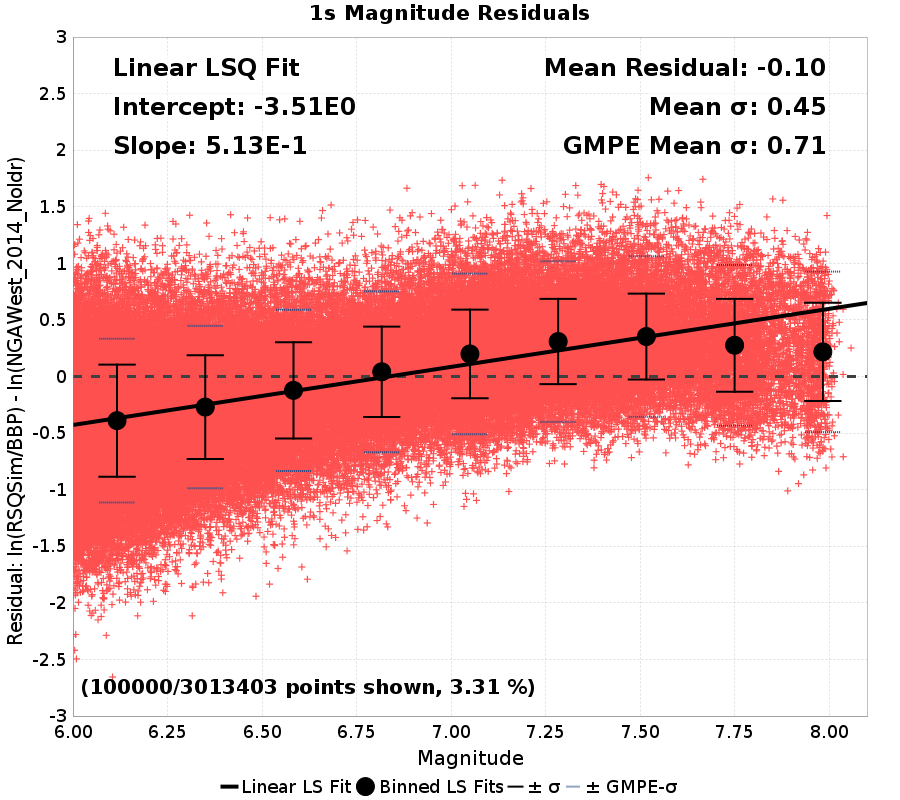 1s Magnitude Residuals
Linear LSQ Fit
Intercept: -3.51E0
Slope: 5.13E-1
Mean Residual: -0.10
Mean σ: 0.45
GMPE Mean σ: 0.71
Residual: ln(RSQSim/BBP) - ln(NGAWest_2014_NoIdr)
3
2.5
2
1.5
1
0.5
0
-0.5
-1
-1.5
-2
-2.5
-3
(100000/3013403 points shown, 3.31 %)
6.00 6.25 6.50 6.75 7.00 7.25 7.50 7.75 8.00
Magnitude
Linear LS Fit Binned LS Fits ± σ ± GMPE-σ